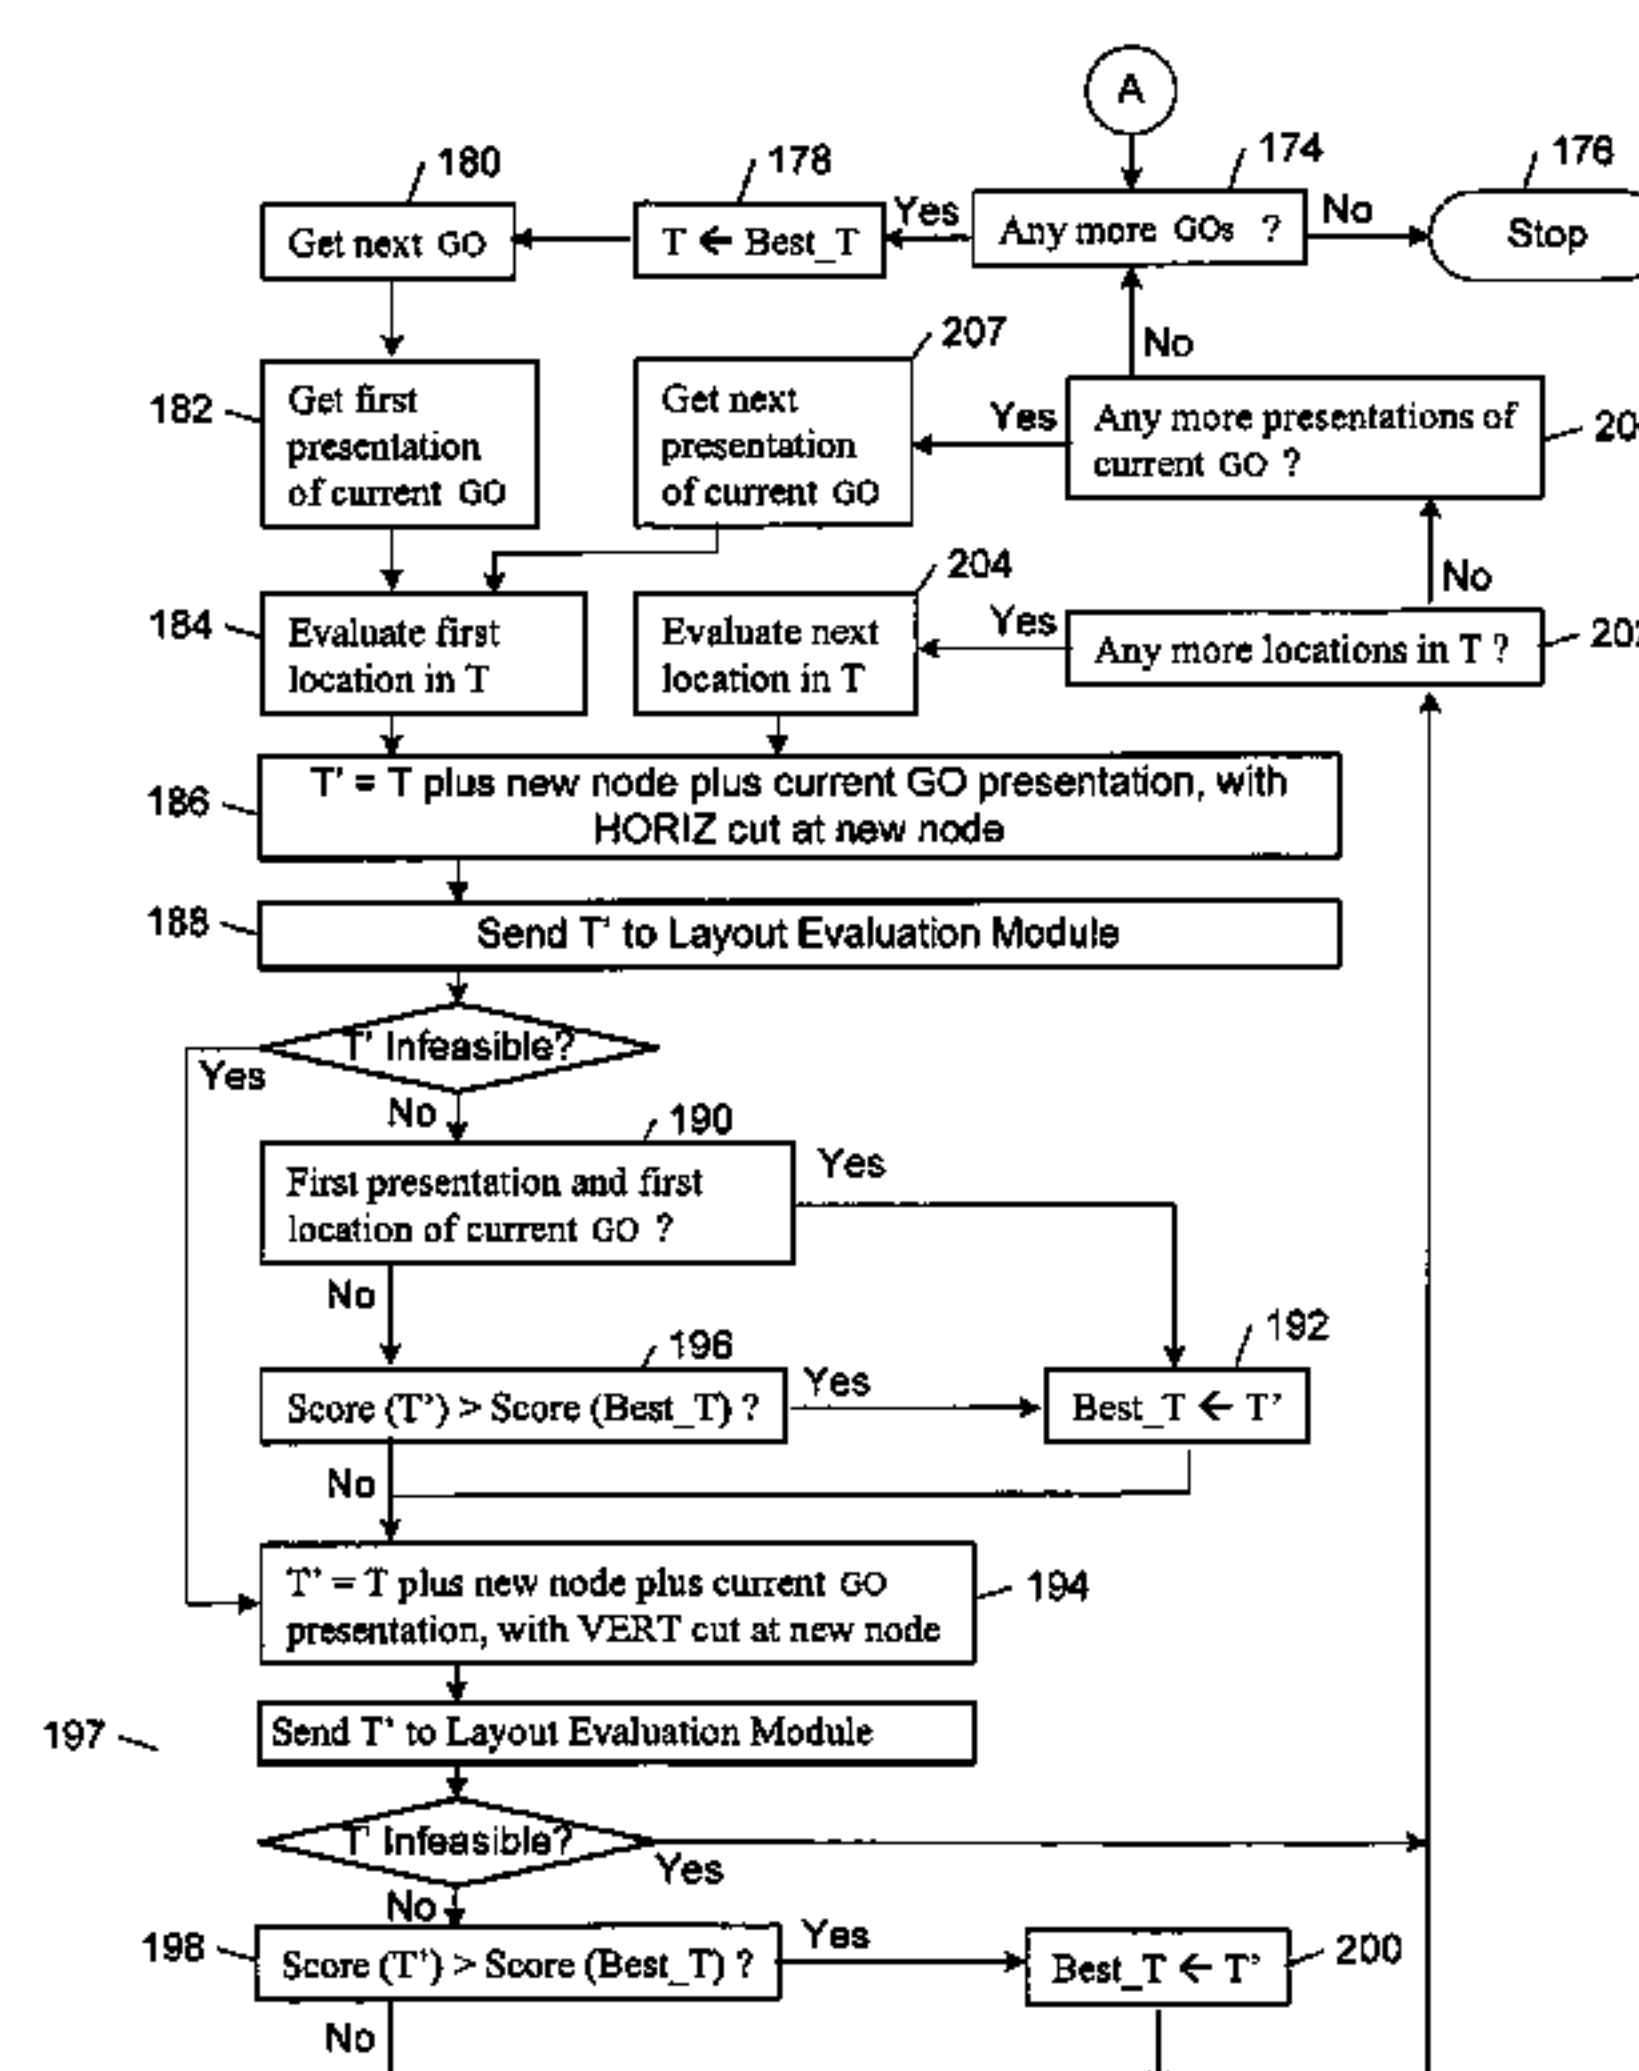 A
180
178
174
176
Get next GO
T ← Best_T
Yes
Any more GOs ?
No
Stop
207
No
182
Get first
presentation
of current GO
Get next
presentation
of current GO
Yes
Any more presentations of
current GO ?
204
No
184
Evaluate first
location in T
Evaluate next
location in T
Yes
Any more locations in T ?
186
T' = T plus new node plus current GO presentation, with
HORIZ cut at new node
188
Send T' to Layout Evaluation Module
T' Infeasible?
Yes
No
190
First presentation and first
location of current GO ?
Yes
No
196
192
Score (T') > Score (Best_T) ?
Yes
Best_T ← T'
No
T' = T plus new node plus current GO
presentation, with VERT cut at new node
194
197
Send T' to Layout Evaluation Module
T' Infeasible?
Yes
No
198
Score (T') > Score (Best_T) ?
Yes
Best_T ← T'
200
No